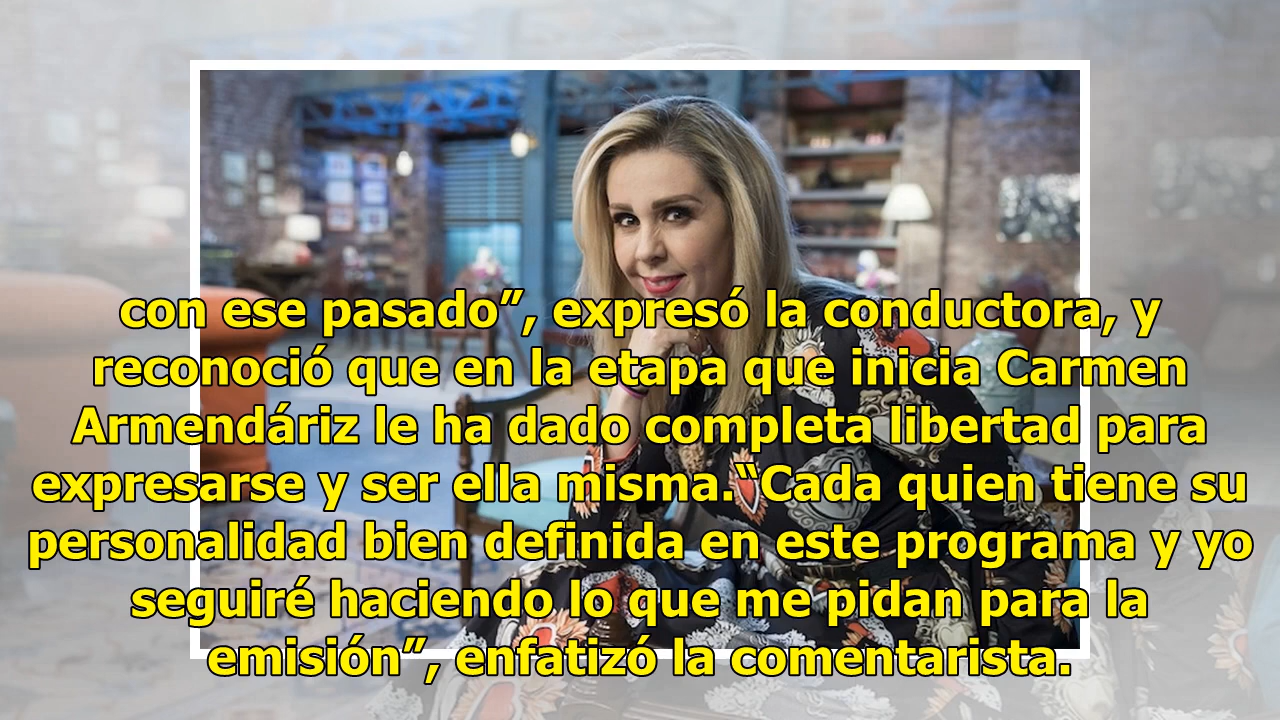 con ese pasado”, expresó la conductora, y
reconoció que en la etapa que inicia Carmen
Armendáriz le ha dado completa libertad para
expresarse y ser ella misma.“Cada quien tiene su
personalidad bien definida en este programa y yo
seguiré haciendo lo que me pidan para la
emisión”, enfatizó la comentarista.